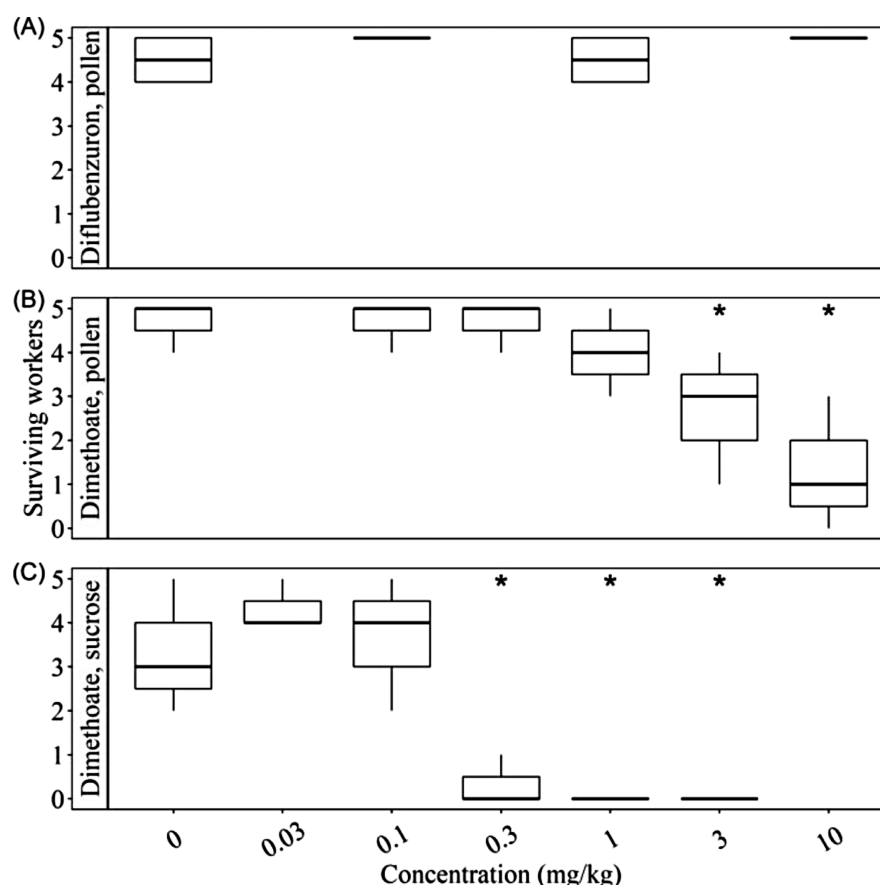 (A)
Diflubenzuron, pollen
5
4
3
2
1
0
(B)
Surviving workers
Dimethoate, pollen
5
4
3
2
1
0
* *
(C)
Dimethoate, sucrose
5
4
3
2
1
0
* * *
0 0.03 0.1 0.3 1 3 10
Concentration (mg/kg)